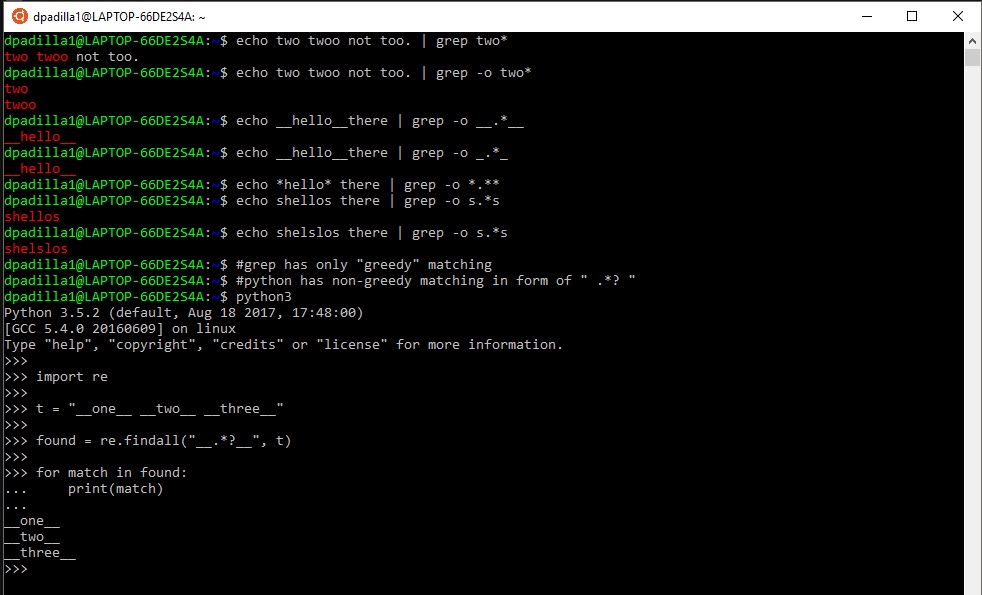 dpadilla1@LAPTOP-66DE2S4A: ~
dpadilla1@LAPTOP-66DE2S4A:~$ echo two twoo not too. | grep two*
two twoo not too.
dpadilla1@LAPTOP-66DE2S4A:~$ echo two twoo not too. | grep -o two*
two
twoo
dpadilla1@LAPTOP-66DE2S4A:~$ echo __hello__there | grep -o __.*__
__hello__
dpadilla1@LAPTOP-66DE2S4A:~$ echo __hello__there | grep -o _.*_
__hello__
dpadilla1@LAPTOP-66DE2S4A:~$ echo *hello* there | grep -o *.**
dpadilla1@LAPTOP-66DE2S4A:~$ echo shellos there | grep -o s.*s
shellos
dpadilla1@LAPTOP-66DE2S4A:~$ echo shelslos there | grep -o s.*s
shelslos
dpadilla1@LAPTOP-66DE2S4A:~$ #grep has only "greedy" matching
dpadilla1@LAPTOP-66DE2S4A:~$ #python has non-greedy matching in form of " .*? "
dpadilla1@LAPTOP-66DE2S4A:~$ python3
Python 3.5.2 (default, Aug 18 2017, 17:48:00)
[GCC 5.4.0 20160609] on linux
Type "help", "copyright", "credits" or "license" for more information.
>>>
>>> import re
>>>
>>> t = "__one__ __two__ __three__"
>>>
>>> found = re.findall("__.*?__", t)
>>>
>>> for match in found:
...     print(match)
...
__one__
__two__
__three__
>>>